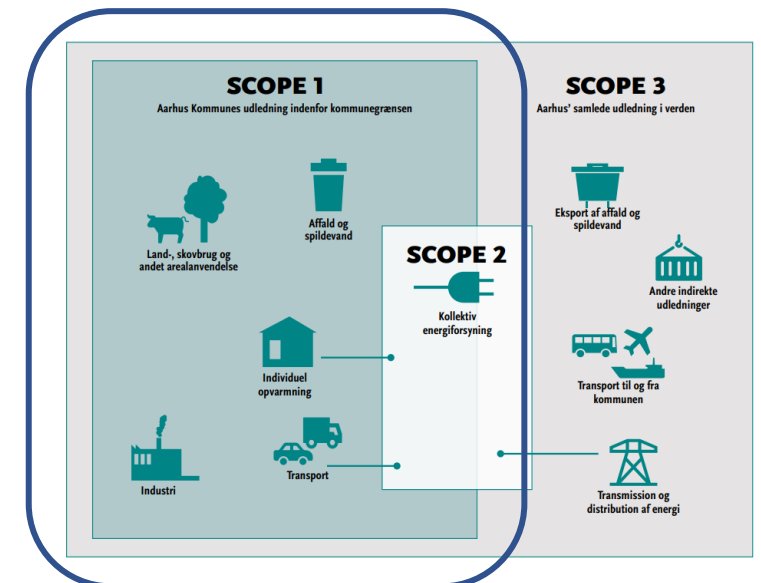 SCOPE 1
Aarhus Kommunes udledning indenfor kommunegrænsen
Land-, skovbrug og
andet arealanvendelse
Affald og
spildevand
Individuel
opvarmning
Industri
Transport
SCOPE 2
Kollektiv
energiforsyning
SCOPE 3
Aarhus’ samlede udledning i verden
Eksport af affald og
spildevand
Andre indirekte
udledninger
Transport til og fra
kommunen
Transmission og
distribution af energi